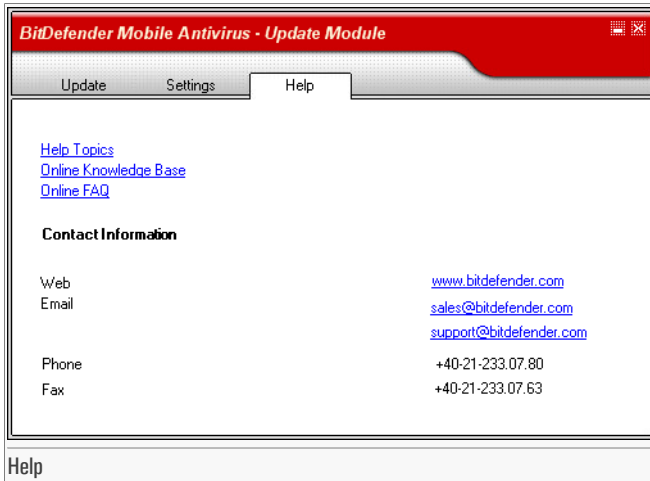 BitDefender Mobile Antivirus - Update Module
Update Settings Help
Help Topics
Online Knowledge Base
Online FAQ
Contact Information
Web www.bitdefender.com
Email sales@bitdefender.com
support@bitdefender.com
Phone +40-21-233.07.80
Fax +40-21-233.07.63
Help